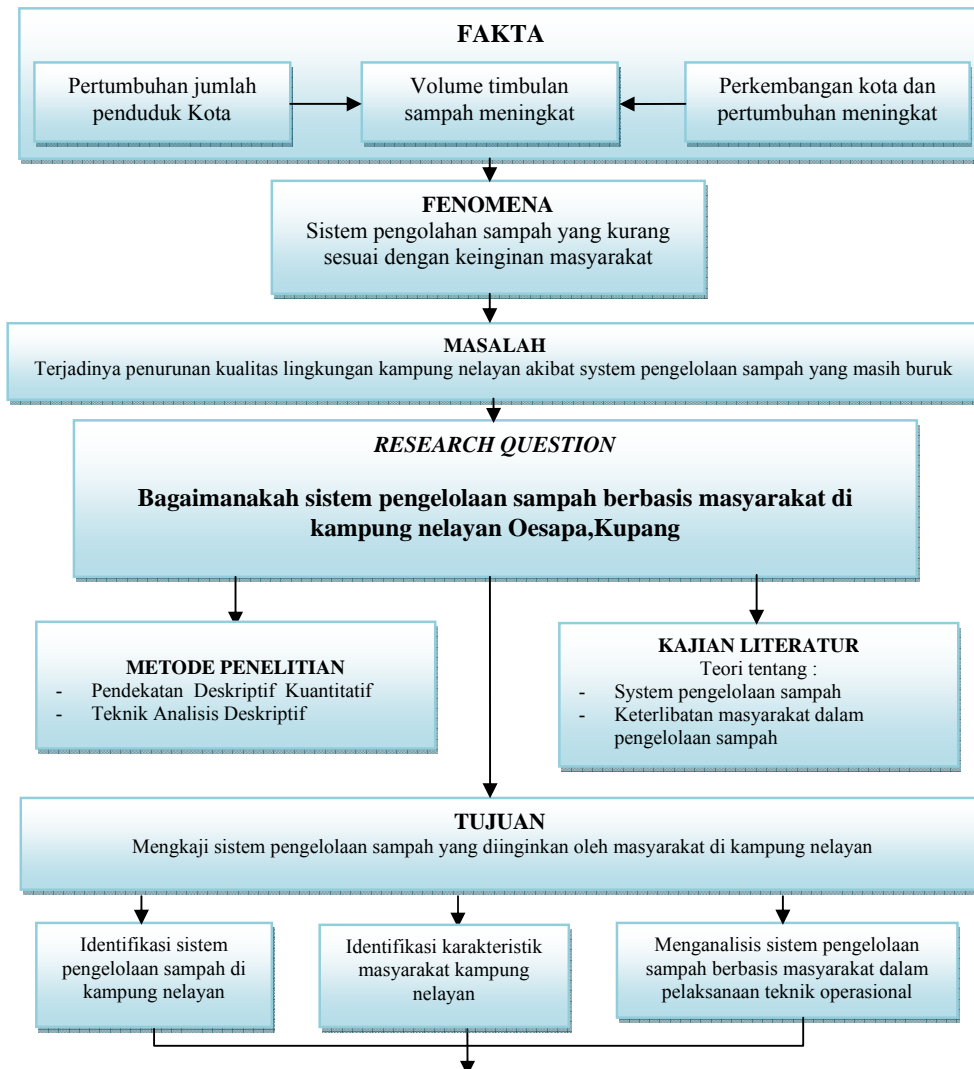 FAKTA
Pertumbuhan jumlah
penduduk Kota
Volume timbulan
sampah meningkat
Perkembangan kota dan
pertumbuhan meningkat
FENOMENA
Sistem pengolahan sampah yang kurang
sesuai dengan keinginan masyarakat
MASALAH
Terjadinya penurunan kualitas lingkungan kampung nelayan akibat system pengelolaan sampah yang masih buruk
RESEARCH QUESTION
Bagaimanakah sistem pengelolaan sampah berbasis masyarakat di
kampung nelayan Oesapa,Kupang
METODE PENELITIAN
- Pendekatan Deskriptif Kuantitatif
- Teknik Analisis Deskriptif
KAJIAN LITERATUR
Teori tentang :
- System pengelolaan sampah
- Keterlibatan masyarakat dalam
pengelolaan sampah
TUJUAN
Mengkaji sistem pengelolaan sampah yang diinginkan oleh masyarakat di kampung nelayan
Identifikasi sistem
pengelolaan sampah di
kampung nelayan
Identifikasi karakteristik
masyarakat kampung
nelayan
Menganalisis sistem pengelolaan
sampah berbasis masyarakat dalam
pelaksanaan teknik operasional